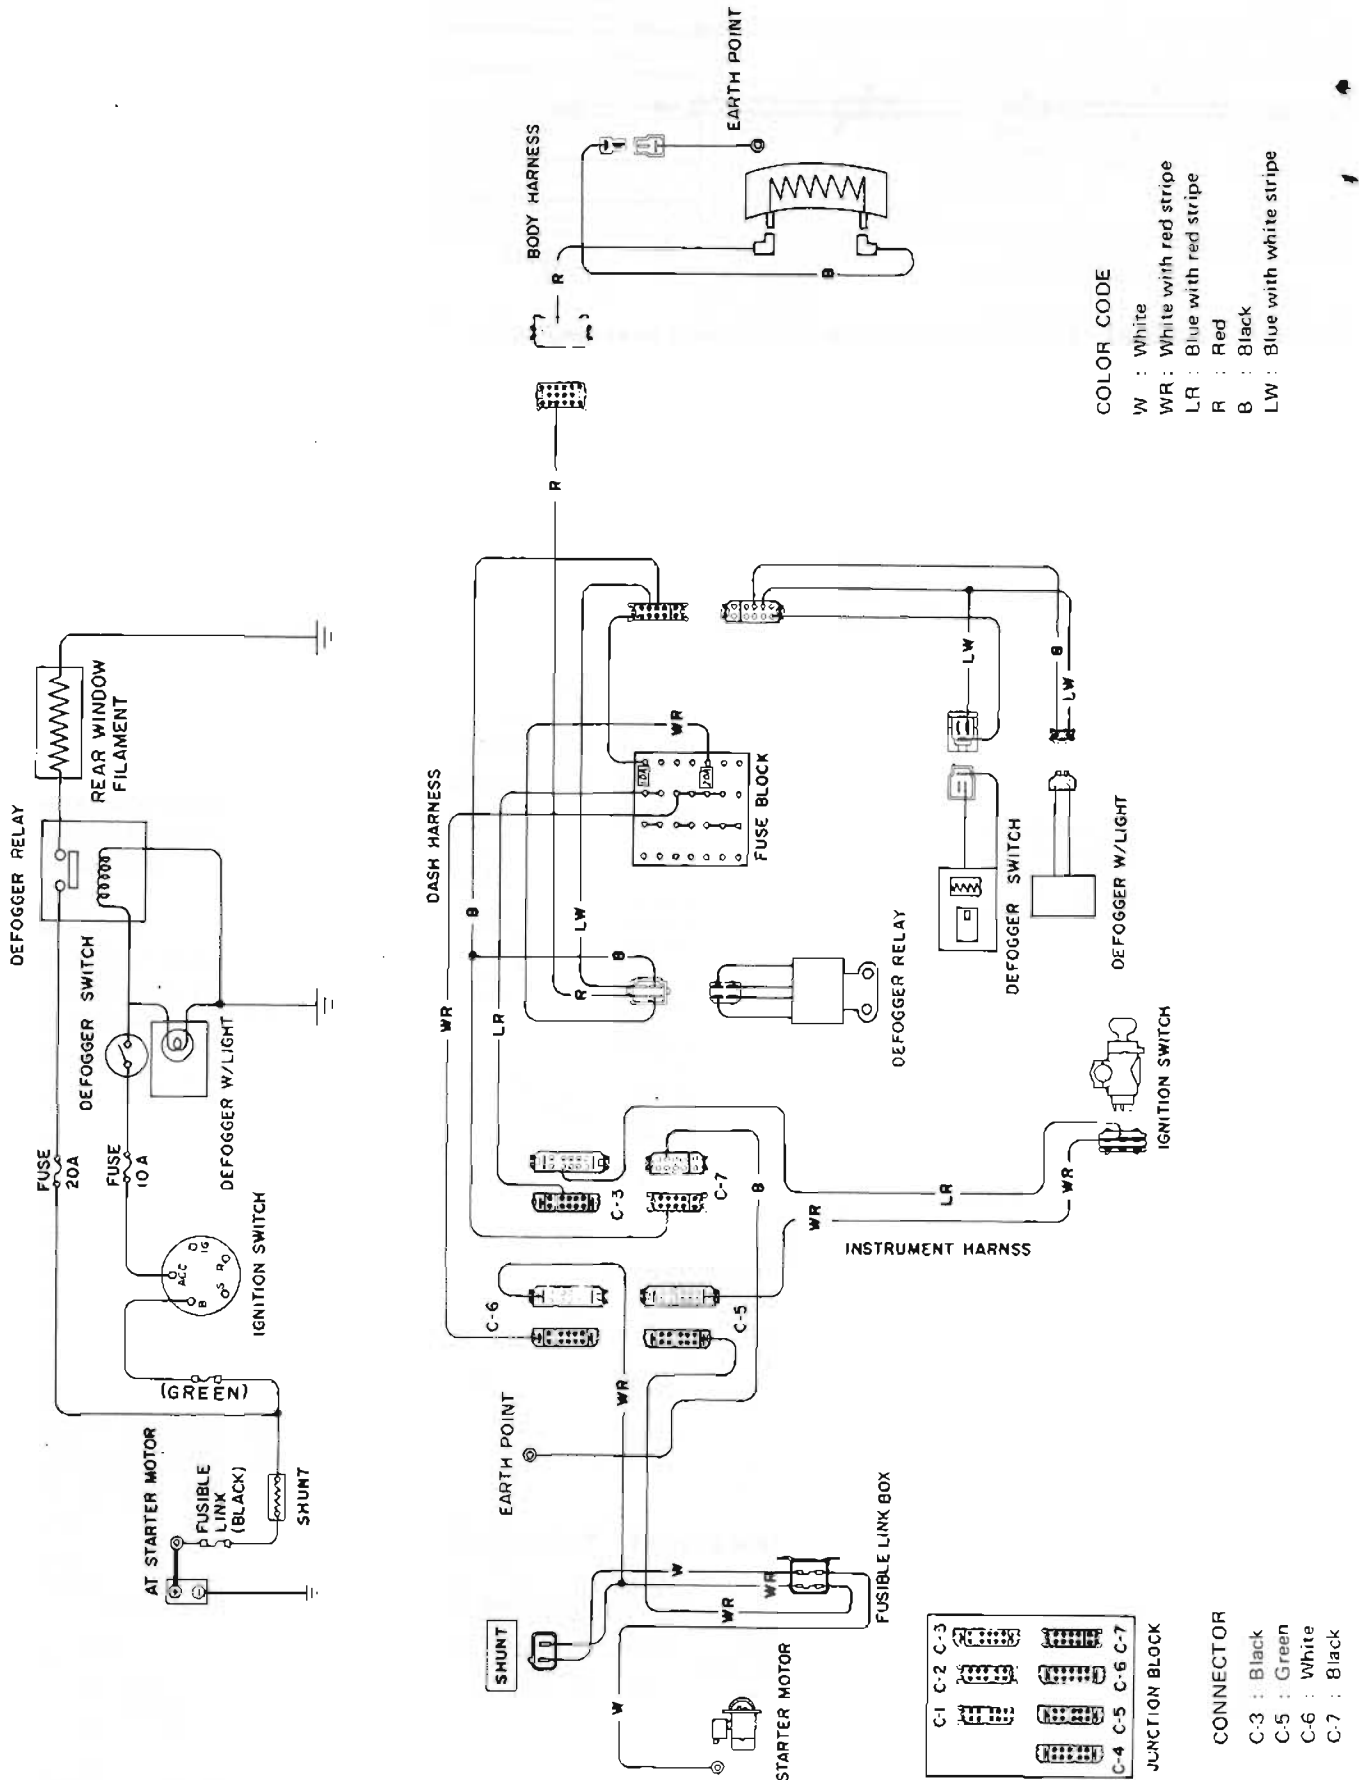 AT STARTER MOTOR
FUSIBLE
LINK
(BLACK)
SHUNT
(GREEN)
IGNITION SWITCH
B
ACC
IG
R
S
FUSE
20A
FUSE
10A
DEFOGGER SWITCH
DEFOGGER W/LIGHT
DEFOGGER RELAY
REAR WINDOW
FILAMENT
SHUNT
STARTER MOTOR
FUSIBLE LINK BOX
W
W
WR
WR
WR
EARTH POINT
C-6
C-5
C-3
C-7
B
WR
LR
WR
INSTRUMENT HARNSS
IGNITION SWITCH
DASH HARNESS
WR
LR
B
R
LW
B
WR
20A
FUSE BLOCK
DEFOGGER RELAY
DEFOGGER SWITCH
DEFOGGER W/LIGHT
LW
B
LW
R
BODY HARNESS
R
B
EARTH POINT
C-1 C-2 C-3
C-4 C-5 C-6 C-7
JUNCTION BLOCK
CONNECTOR
C-3 : Black
C-5 : Green
C-6 : White
C-7 : Black
COLOR CODE
W : White
WR : White with red stripe
LR : Blue with red stripe
R : Red
B : Black
LW : Blue with white stripe